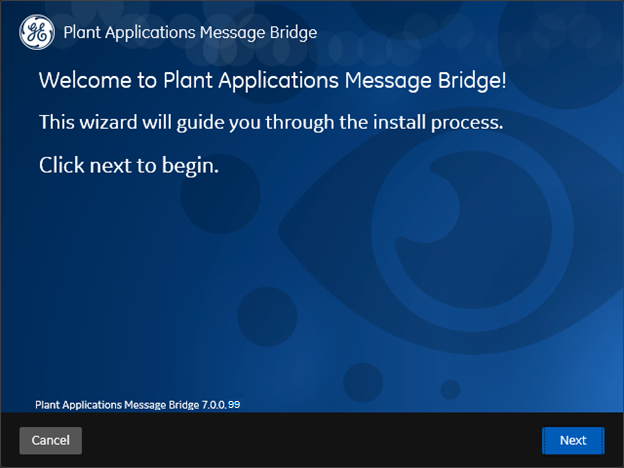 Plant Applications Message Bridge
Welcome to Plant Applications Message Bridge!
This wizard will guide you through the install process.
Click next to begin.
Plant Applications Message Bridge 7.0.0.99
Cancel
Next